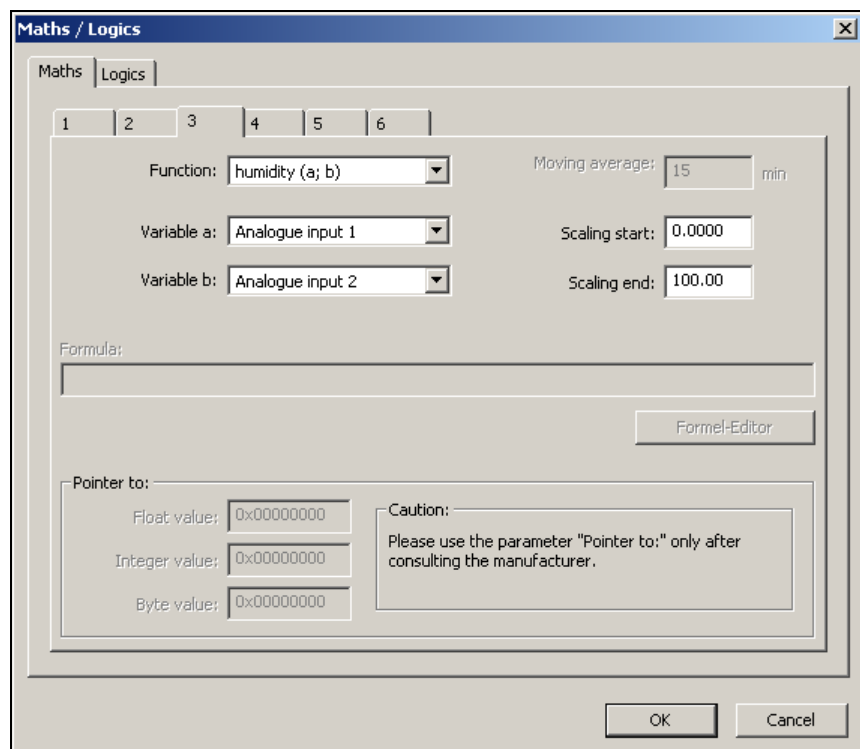 Maths / Logics
Maths Logics
1 2 3 4 5 6
Function: humidity (a; b) Moving average: 15 min
Variable a: Analogue input 1 Scaling start: 0.0000
Variable b: Analogue input 2 Scaling end: 100.00
Formula:
Formel-Editor
Pointer to:
Float value: 0x00000000 Caution:
Please use the parameter "Pointer to:" only after
Integer value: 0x00000000 consulting the manufacturer.
Byte value: 0x00000000
OK Cancel